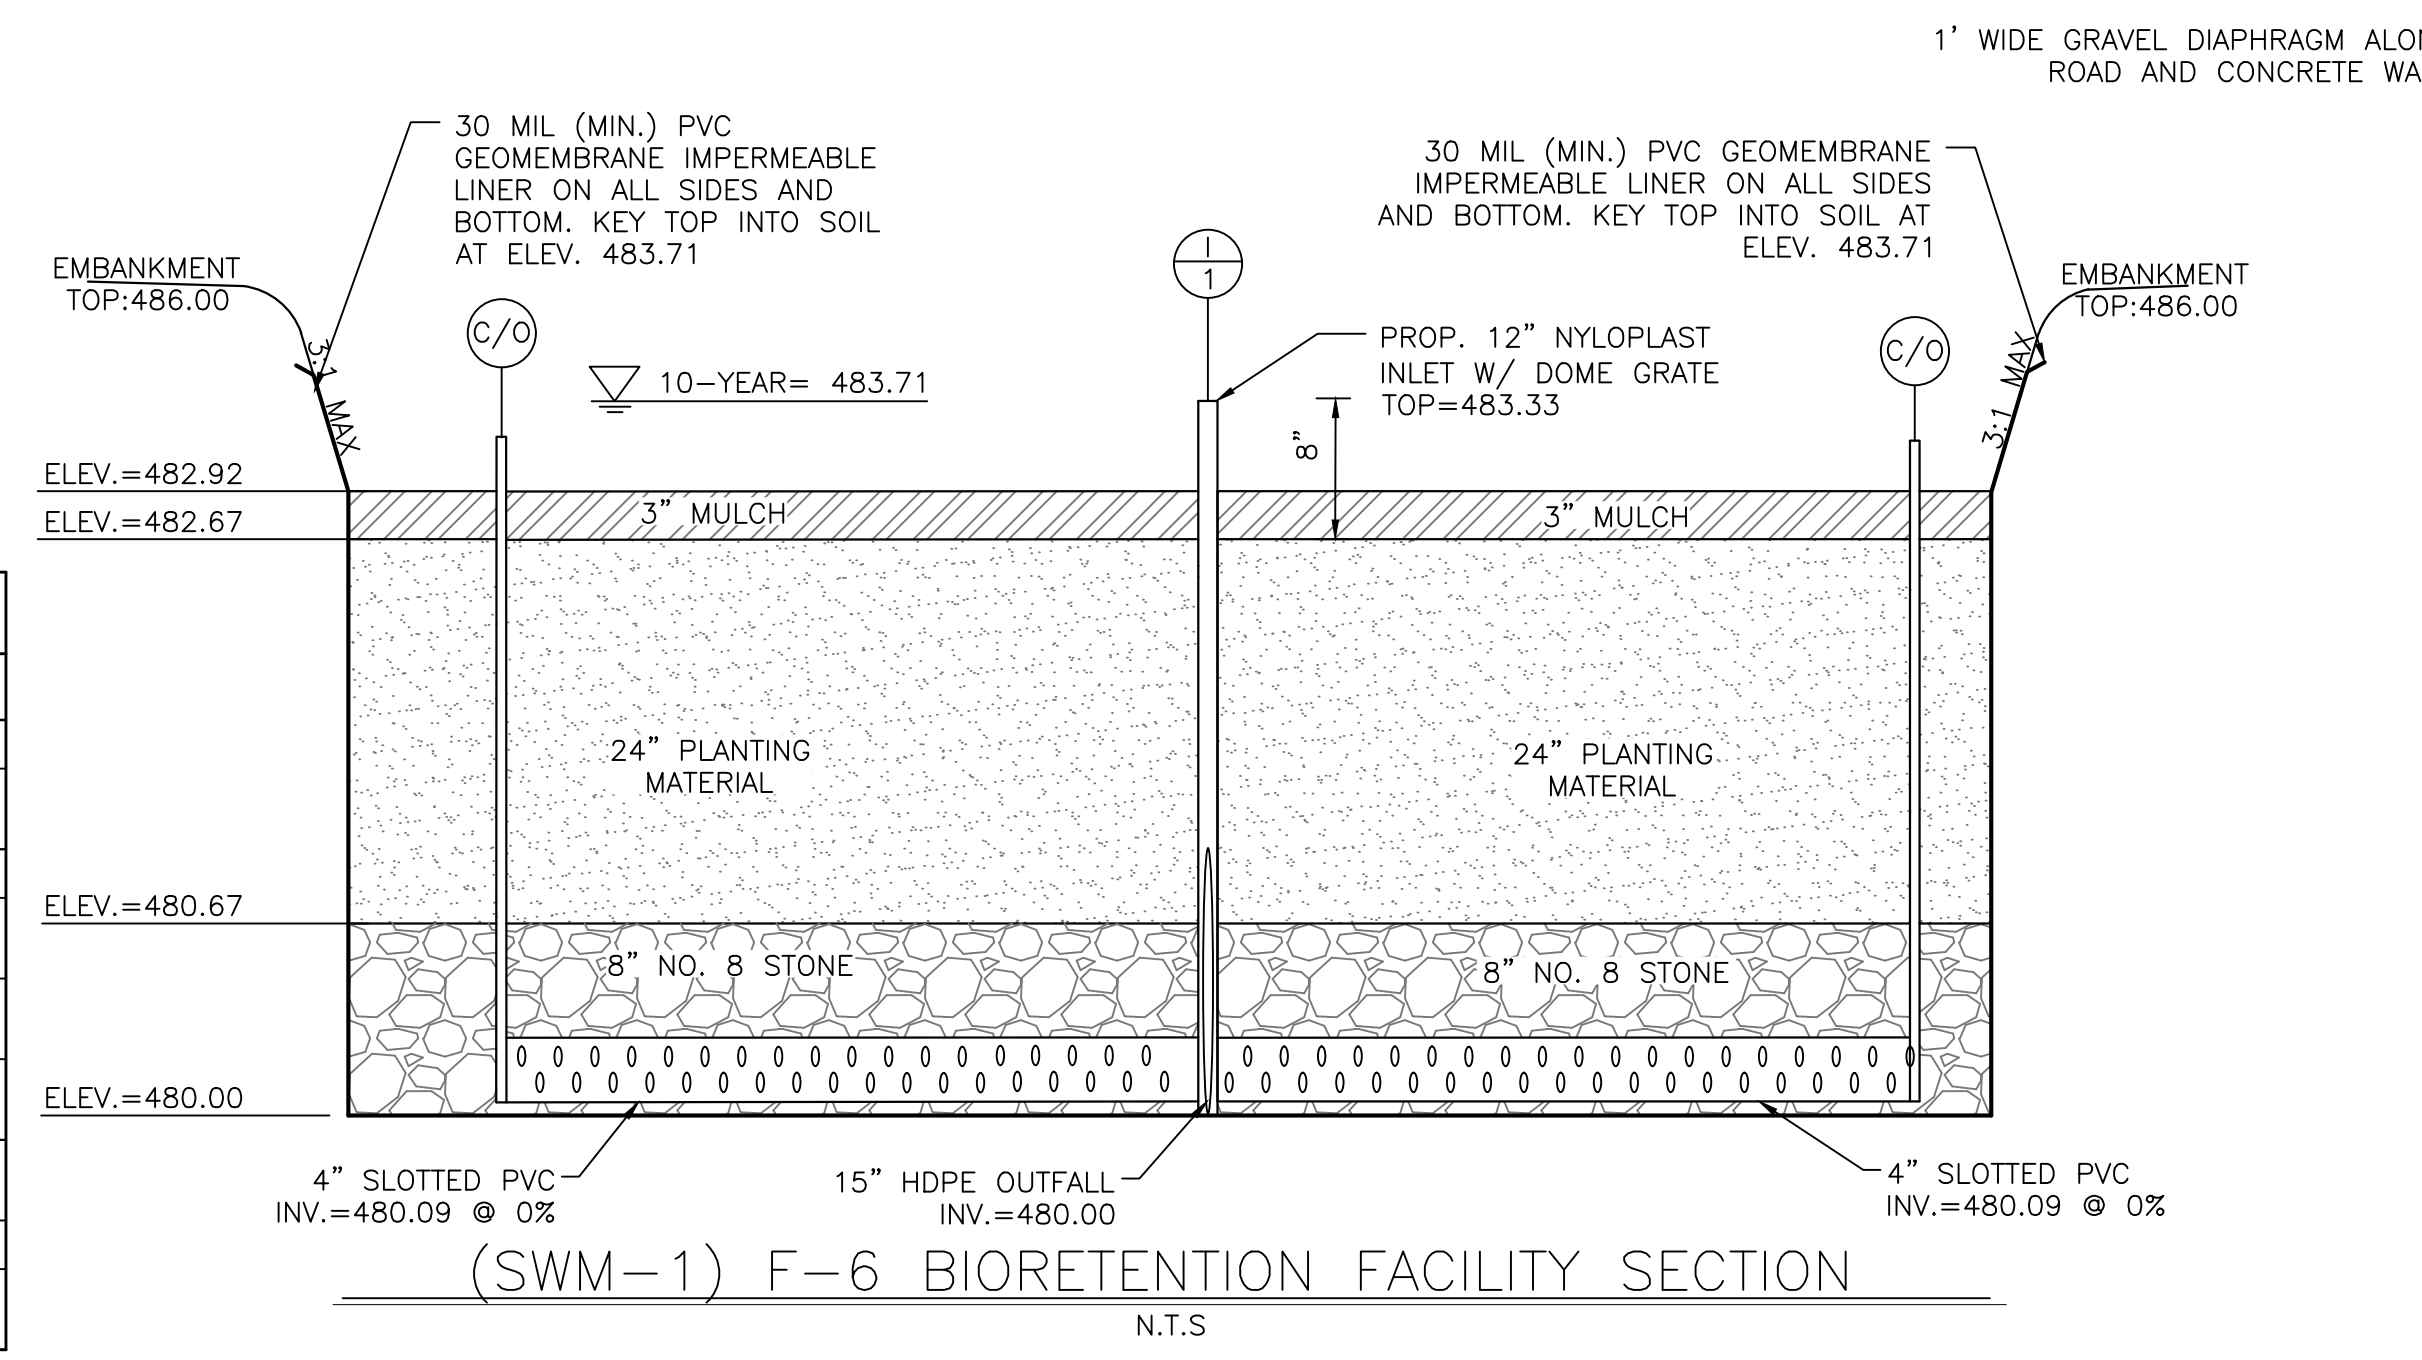 1' WIDE GRAVEL DIAPHRAGM
ROAD AND CONCRETE
30 MIL (MIN.) PVC
GEOMEMBRANE IMPERMEABLE
LINER ON ALL SIDES AND
BOTTOM. KEY TOP INTO SOIL
AT ELEV. 483.71
30 MIL (MIN.) PVC GEOMEMBRANE
IMPERMEABLE LINER ON ALL SIDES
AND BOTTOM. KEY TOP INTO SOIL AT
ELEV. 483.71
EMBANKMENT
TOP:486.00
I
1
EMBANKMENT
TOP:486.00
C/O
C/O
3:1 MAX
3:1 MAX
10-YEAR= 483.71
PROP. 12" NYLOPLAST
INLET W/ DOME GRATE
TOP=483.33
8"
ELEV.=482.92
ELEV.=482.67
3" MULCH
3" MULCH
24" PLANTING
MATERIAL
24" PLANTING
MATERIAL
ELEV.=480.67
8" NO. 8 STONE
8" NO. 8 STONE
ELEV.=480.00
4" SLOTTED PVC
INV.=480.09 @ 0%
15" HDPE OUTFALL
INV.=480.00
4" SLOTTED PVC
INV.=480.09 @ 0%
(SWM-1) F-6 BIORETENTION FACILITY SECTION
N.T.S